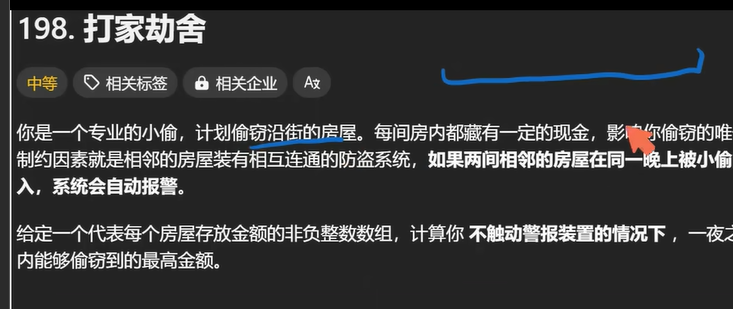 198. 打家劫舍
中等 相关标签 相关企业 Aず
你是一个专业的小偷，计划偷窃沿街的房屋。每间房内都藏有一定的现金，影响你偷窃的唯
制约因素就是相邻的房屋装有相互连通的防盗系统，如果两间相邻的房屋在同一晚上被小偷
入，系统会自动报警。
给定一个代表每个房屋存放金额的非负整数数组，计算你 不触动警报装置的情况下 ，一夜之
内能够偷窃到的最高金额。